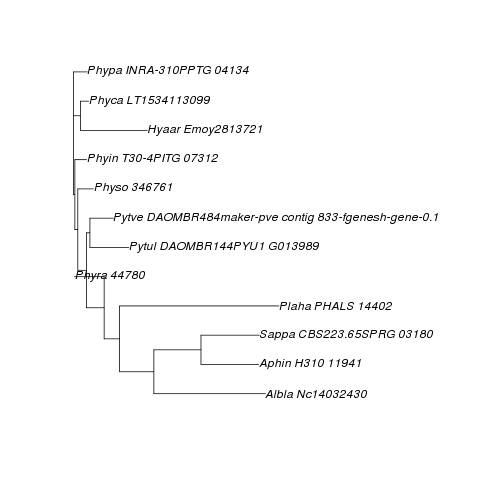 Phypa INRA-310PPTG 04134
Phyca LT1534113099
Hyaar Emoy2813721
Phyin T30-4PITG 07312
Physo 346761
Pytve DAOMBR484maker-pve contig 833-fgenesh-gene-0.1
Pytul DAOMBR144PYU1 G013989
Phyra 44780
Plaha PHALS 14402
Sappa CBS223.65SPRG 03180
Aphin H310 11941
Albla Nc14032430